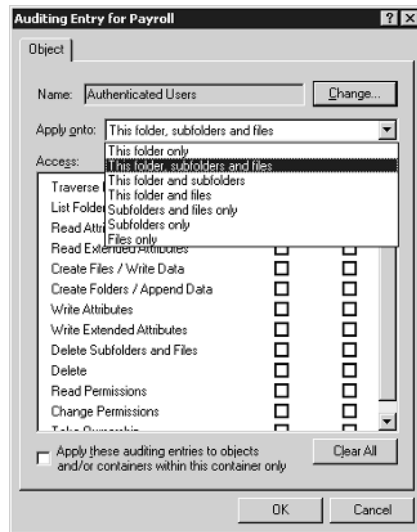 Auditing Entry for Payroll
Object
Name: Authenticated Users Change...
Apply onto: This folder, subfolders and files
This folder only
Access: This folder, subfolders and files
This folder and subfolders
Traverse
This folder and files
List Folder
Subfolders and files only
Read Attri
Subfolders only
Files only
Read Extended Attributes
Create Files / Write Data
Create Folders / Append Data
Write Attributes
Write Extended Attributes
Delete Subfolders and Files
Delete
Read Permissions
Change Permissions
Take Ownership
Apply these auditing entries to objects
and/or containers within this container only
Clear All
OK Cancel